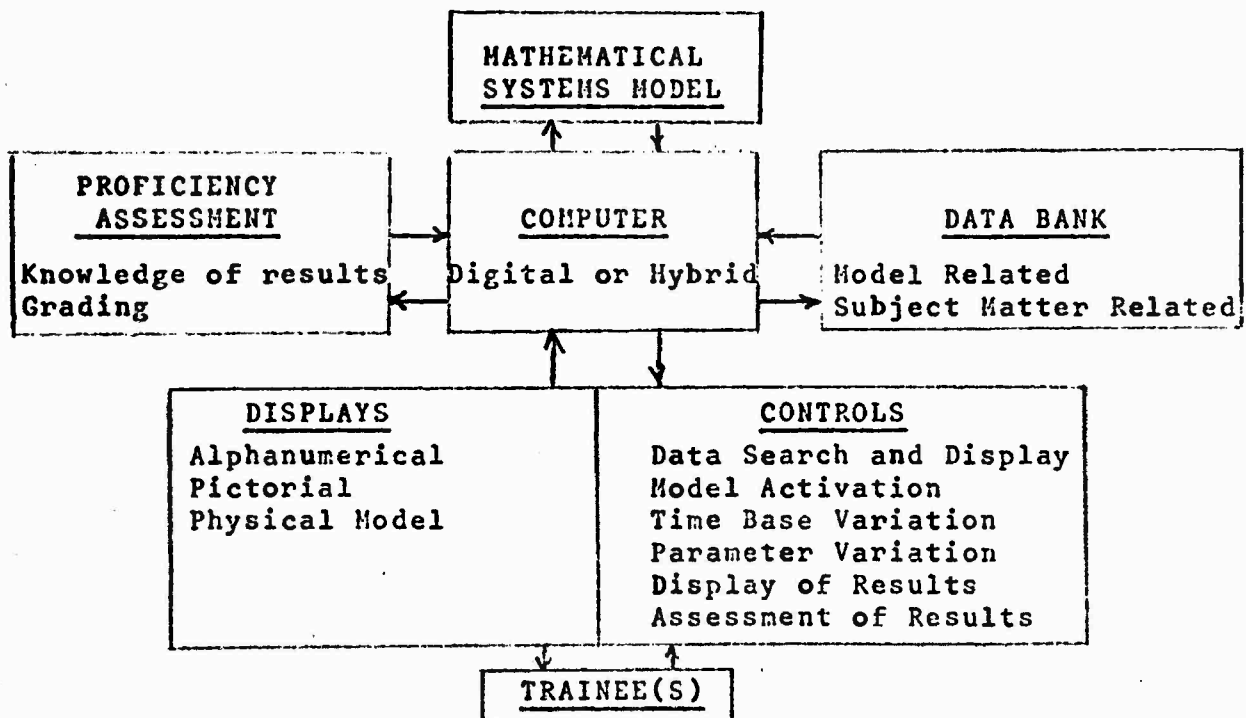 MATHEMATICAL
SYSTEMS MODEL
PROFICIENCY
ASSESSMENT
Knowledge of results
Grading
COMPUTER
Digital or Hybrid
DATA BANK
Model Related
Subject Matter Related
DISPLAYS
Alphanumerical
Pictorial
Physical Model
CONTROLS
Data Search and Display
Model Activation
Time Base Variation
Parameter Variation
Display of Results
Assessment of Results
TRAINEE(S)